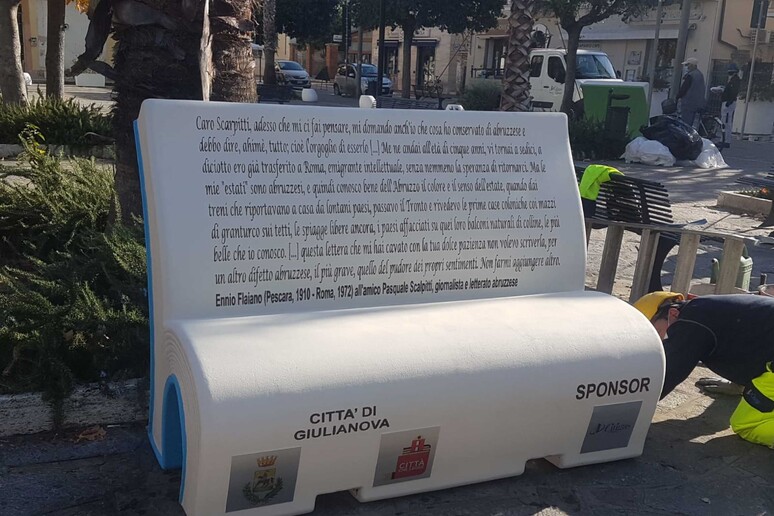 Caro Scarpitti, adesso che mi ci fai pensare, mi domando anch'io che cosa ho conservato di abruzzese e
debbo dire, ahimè, tutto; cioè l'orgoglio di esserlo [...] Me ne andai all'età di cinque anni, vi tornai a sedici, a
diciotto ero già trasferito a Roma, emigrante intellettuale, senza nemmeno la speranza di ritornarci. Ma le
mie "estati" sono abruzzesi, e quindi conosco bene dell'Abruzzo il colore e il senso dell'estate, quando dai
treni che riportavano a casa da lontani paesi, passavo il Tronto e rivedevo le prime case coloniche coi mazzi
di granturco sui tetti, le spiagge libere ancora, i paesi affacciati su quei loro balconi naturali di colline, le più
belle che io conosco. [...] questa lettera che mi hai cavato con la tua dolce pazienza non volevo scriverla, per
un altro difetto abruzzese, il più grave, quello del pudore dei propri sentimenti. Non farmi aggiungere altro.
Ennio Flaiano (Pescara, 1910 - Roma, 1972) all'amico Pasquale Scalpitti, giornalista e letterato abruzzese
CITTA' DI
GIULIANOVA
SPONSOR
CITTÀ